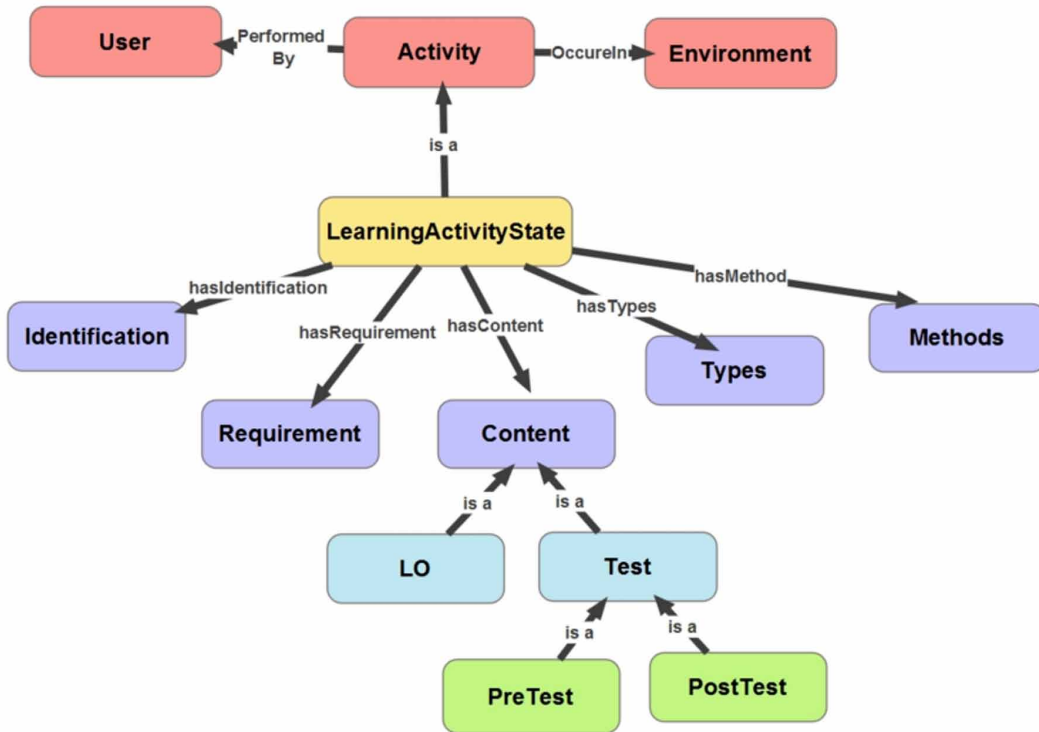 User
Performed
By
Activity
OccureIn
Environment
is a
LearningActivityState
hasIdentification
hasRequirement
hasContent
hasTypes
hasMethod
Identification
Requirement
Content
Types
Methods
is a
is a
LO
Test
is a
is a
PreTest
PostTest